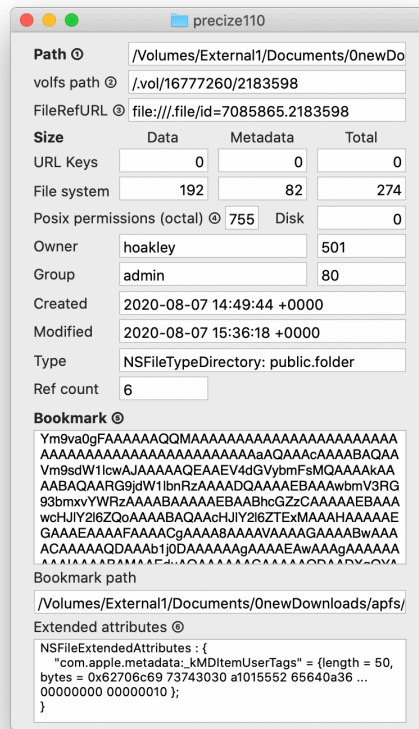 precize110
Path ① /Volumes/External1/Documents/0newDo
volfs path ② /.vol/16777260/2183598
FileRefURL ③ file:///.file/id=7085865.2183598
Size Data Metadata Total
URL Keys 0 0 0
File system 192 82 274
Posix permissions (octal) ④ 755 Disk 0
Owner hoakley 501
Group admin 80
Created 2020-08-07 14:49:44 +0000
Modified 2020-08-07 15:36:18 +0000
Type NSFileTypeDirectory: public.folder
Ref count 6
Bookmark ⑤
Ym9va0gFAAAAAAQQMAAAAAAAAAAAAAAAAAAAAAA
AAAAAAAAAAAAAAAAAAAAAAAAaAQAAAcAAAABAQAA
Vm9sdW1lcwAJAAAAAQEAAEV4dGVybmFsMQAAAAkAA
AABAQAARG9jdW1lbnRzAAAADQAAAAEBAAAwbmV3RG
93bmxvYWRzAAAABAAAAAEBAABhcGZzCAAAAAEBAAA
wcHJlY2l6ZQoAAAABAQAAcHJlY2l6ZTExMAAAHAAAAAE
GAAAEAAAAFAAAACgAAAA8AAAAVAAAAGAAAABwAAA
ACAAAAAQDAAAb1j0DAAAAAAgAAAAEAwAAAgAAAAAA
Bookmark path
/Volumes/External1/Documents/0newDownloads/apfs/
Extended attributes ⑥
NSFileExtendedAttributes : {
"com.apple.metadata:_kMDItemUserTags" = {length = 50,
bytes = 0x62706c69 73743030 a1015552 65640a36 ...
00000000 00000010 };
}